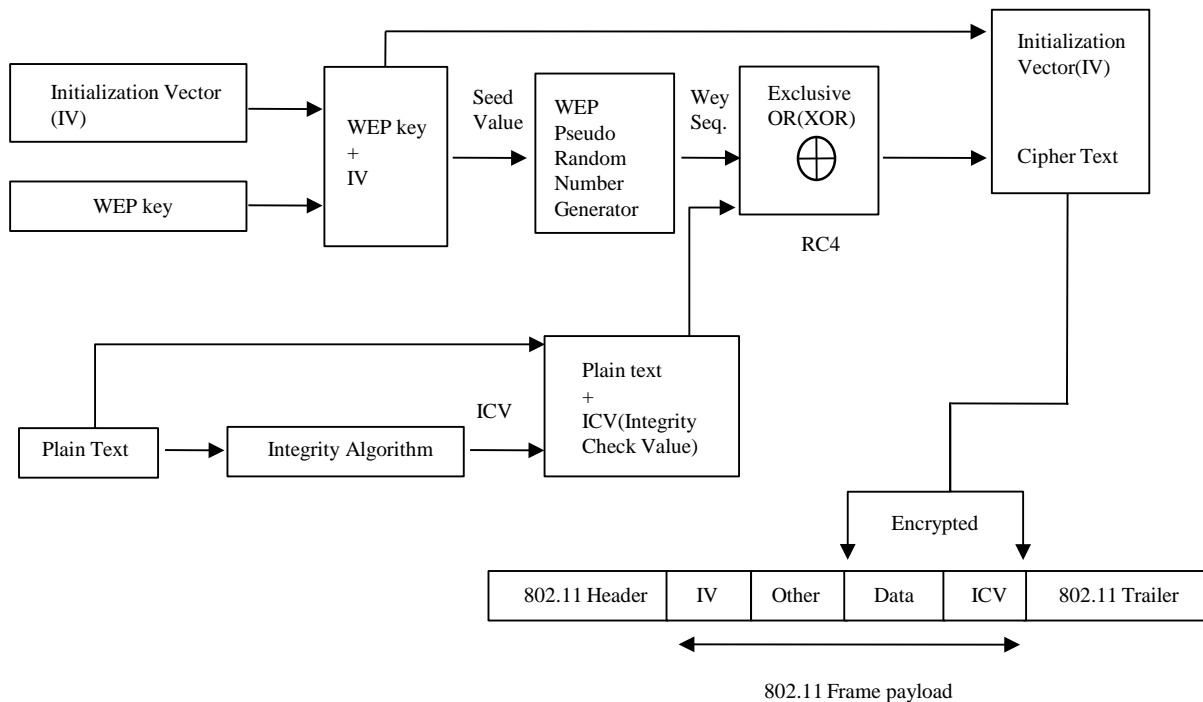 Initialization Vector
(IV)
WEP key
WEP key
+
IV
Seed
Value
WEP
Pseudo
Random
Number
Generator
Wey
Seq.
Exclusive
OR(XOR)
RC4
Initialization
Vector(IV)
Cipher Text
Plain Text
Integrity Algorithm
ICV
Plain text
+
ICV(Integrity
Check Value)
Encrypted
802.11 Header
IV
Other
Data
ICV
802.11 Trailer
802.11 Frame payload